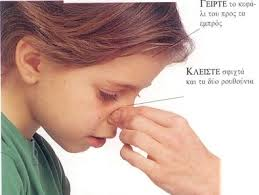 ΓΕΙΡΤΕ το κεφά-
λι του προς τα
εμπρός
ΚΛΕΙΣΤΕ σφιχτά
και τα δύο ρουθούνια